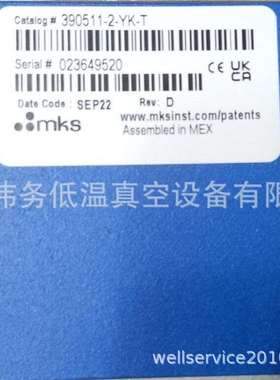 Catalog # 390511-2-YK-T
Serial # 023649520
CE UK CA
Date Code : SEP22 Rev: D
mks
www.mksinst.com/patents
Assembled in MEX
务低温真空设备有限
wellservice2016